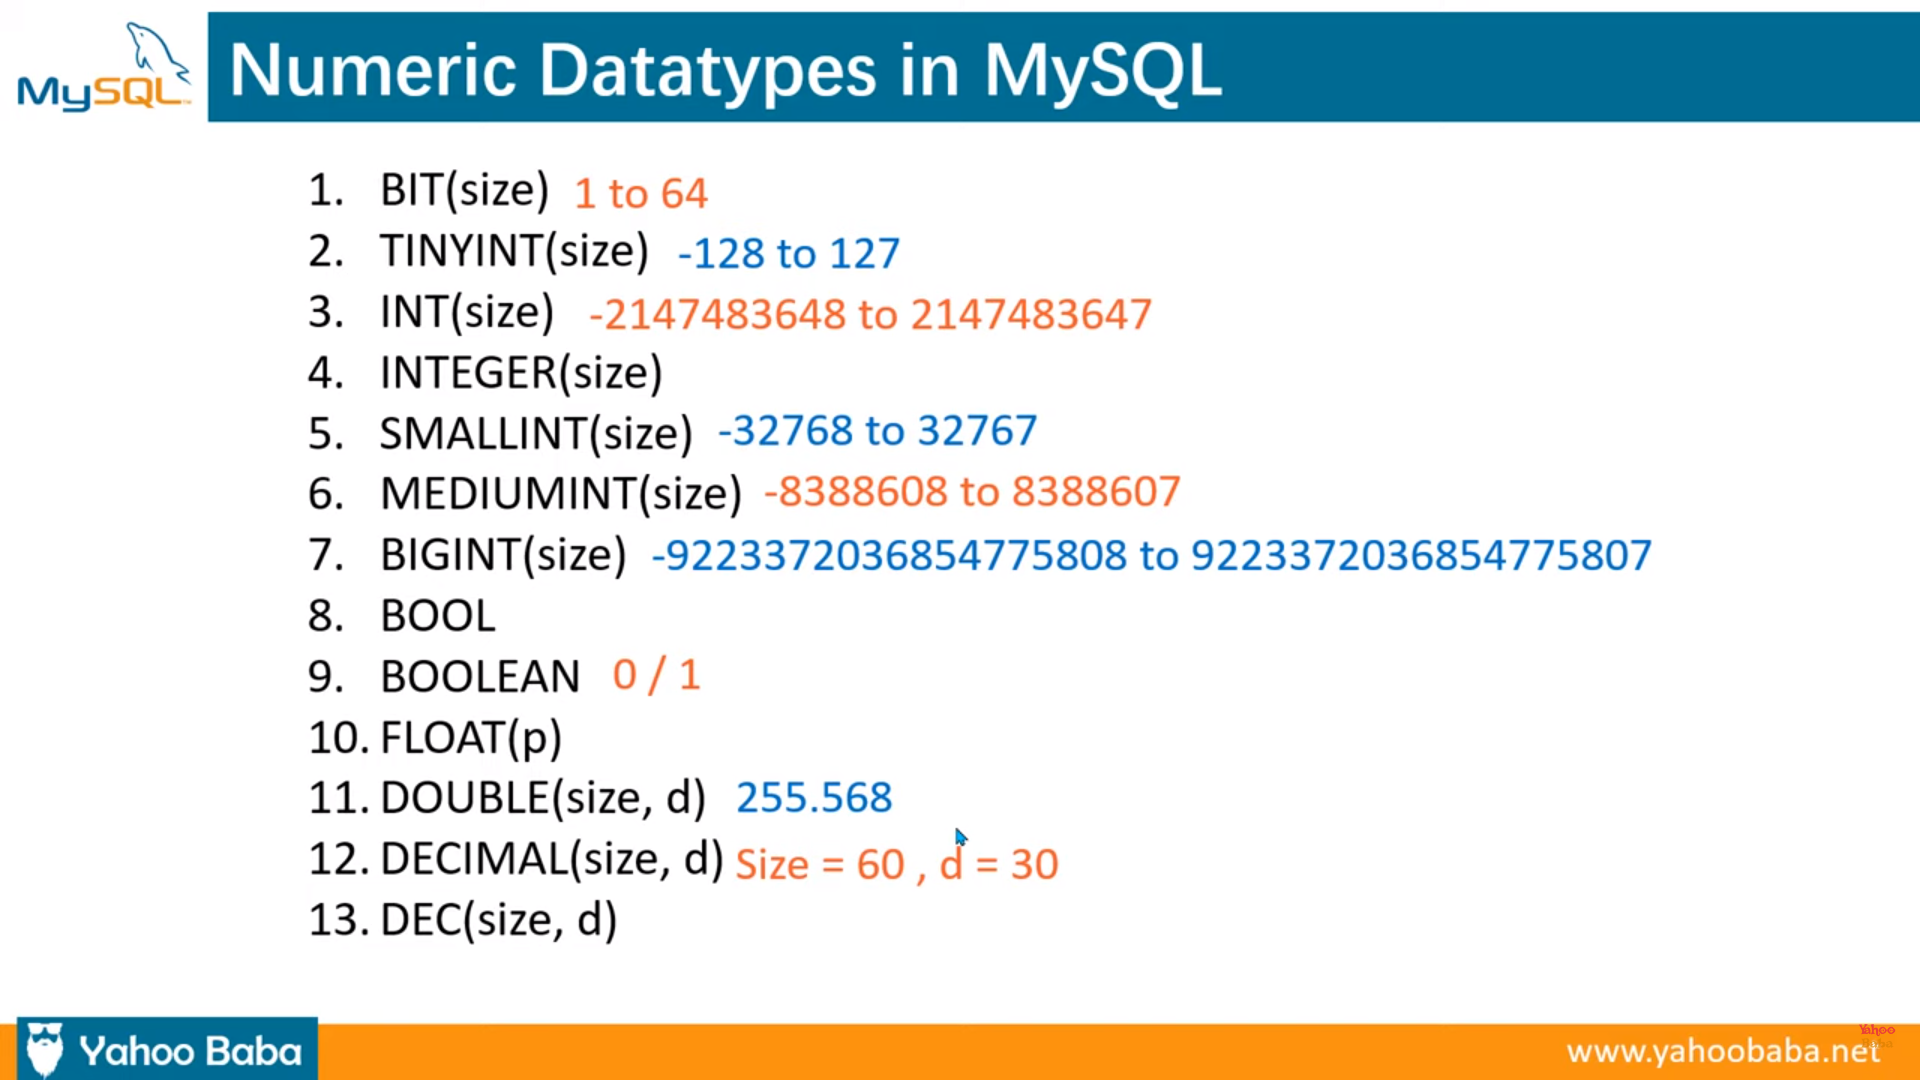 MySQL
Numeric Datatypes in MySQL
1. BIT(size) 1 to 64
2. TINYINT(size) -128 to 127
3. INT(size) -2147483648 to 2147483647
4. INTEGER(size)
5. SMALLINT(size) -32768 to 32767
6. MEDIUMINT(size) -8388608 to 8388607
7. BIGINT(size) -9223372036854775808 to 9223372036854775807
8. BOOL
9. BOOLEAN 0 / 1
10. FLOAT(p)
11. DOUBLE(size, d) 255.568
12. DECIMAL(size, d) Size = 60 , d = 30
13. DEC(size, d)
Yahoo
Baba
Yahoo Baba
www.yahoobaba.net